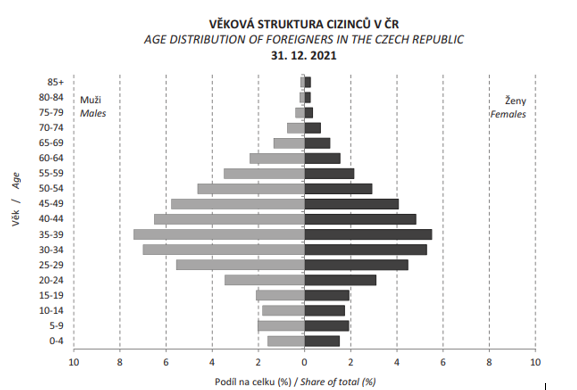 VĚKOVÁ STRUKTURA CIZINCŮ V ČR
AGE DISTRIBUTION OF FOREIGNERS IN THE CZECH REPUBLIC
31. 12. 2021
Muži
Males
Ženy
Females
Věk / Age
85+
80-84
75-79
70-74
65-69
60-64
55-59
50-54
45-49
40-44
35-39
30-34
25-29
20-24
15-19
10-14
5-9
0-4
10 8 6 4 2 0 2 4 6 8 10
Podíl na celku (%) / Share of total (%)